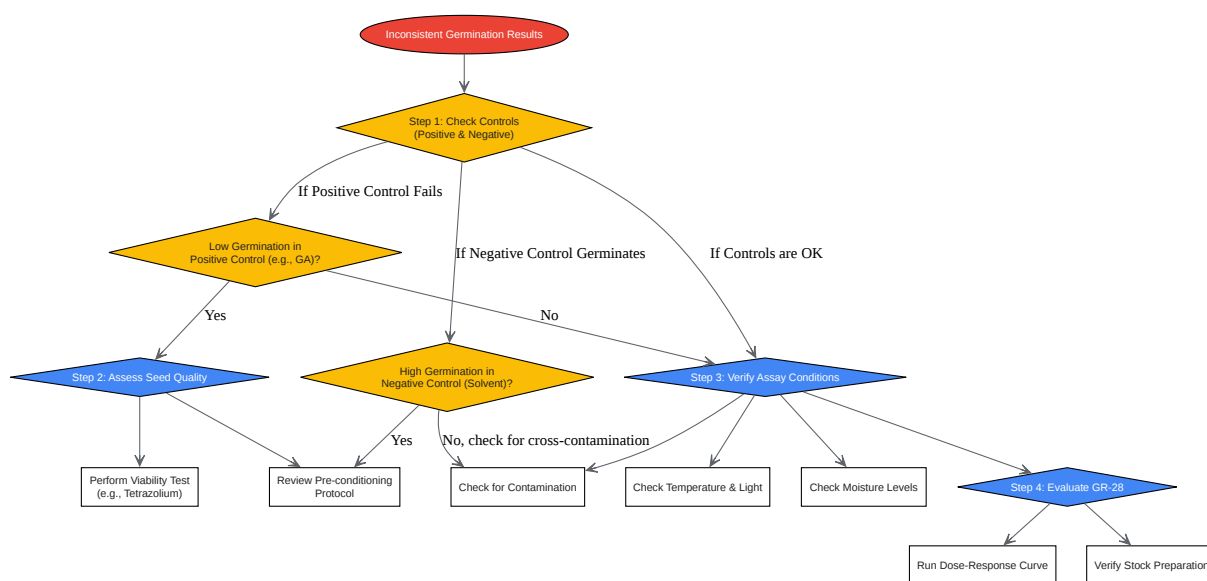 Inconsistent Germination Results
Step 1: Check Controls
(Positive & Negative)
If Positive Control Fails
Low Germination in
Positive Control (e.g., GA)?
If Negative Control Germinates
If Controls are OK
Yes
No
Step 2: Assess Seed Quality
High Germination in
Negative Control (Solvent)?
Step 3: Verify Assay Conditions
Yes
No, check for cross-contamination
Perform Viability Test
(e.g., Tetrazolium)
Review Pre-conditioning
Protocol
Check for Contamination
Check Temperature & Light
Check Moisture Levels
Step 4: Evaluate GR-28
Run Dose-Response Curve
Verify Stock Preparation